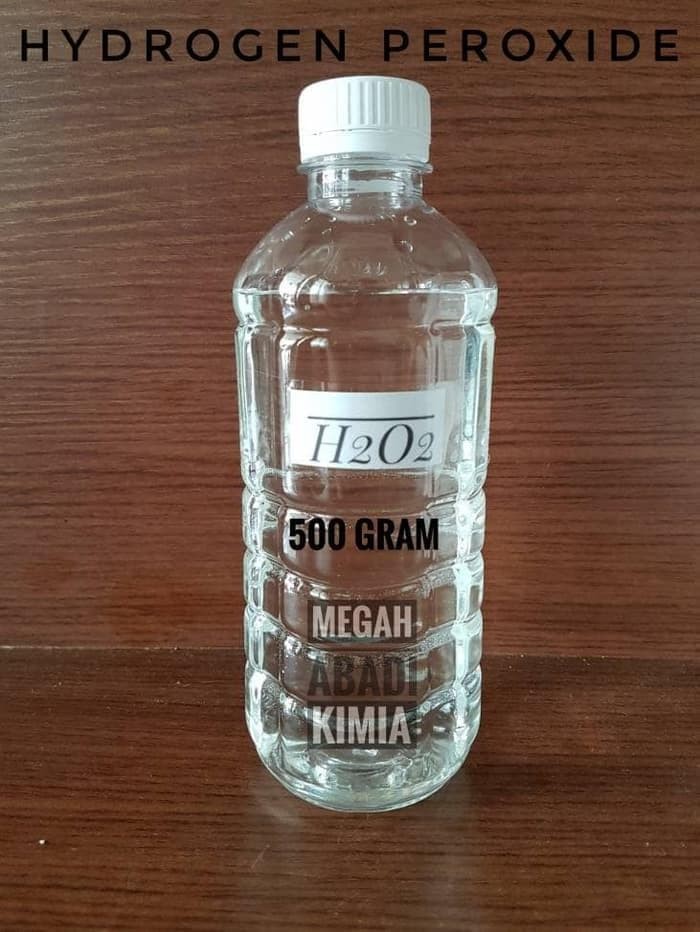 HYDROGEN PEROXIDE
H2O2
500 GRAM
MEGAH
ABADI
KIMIA